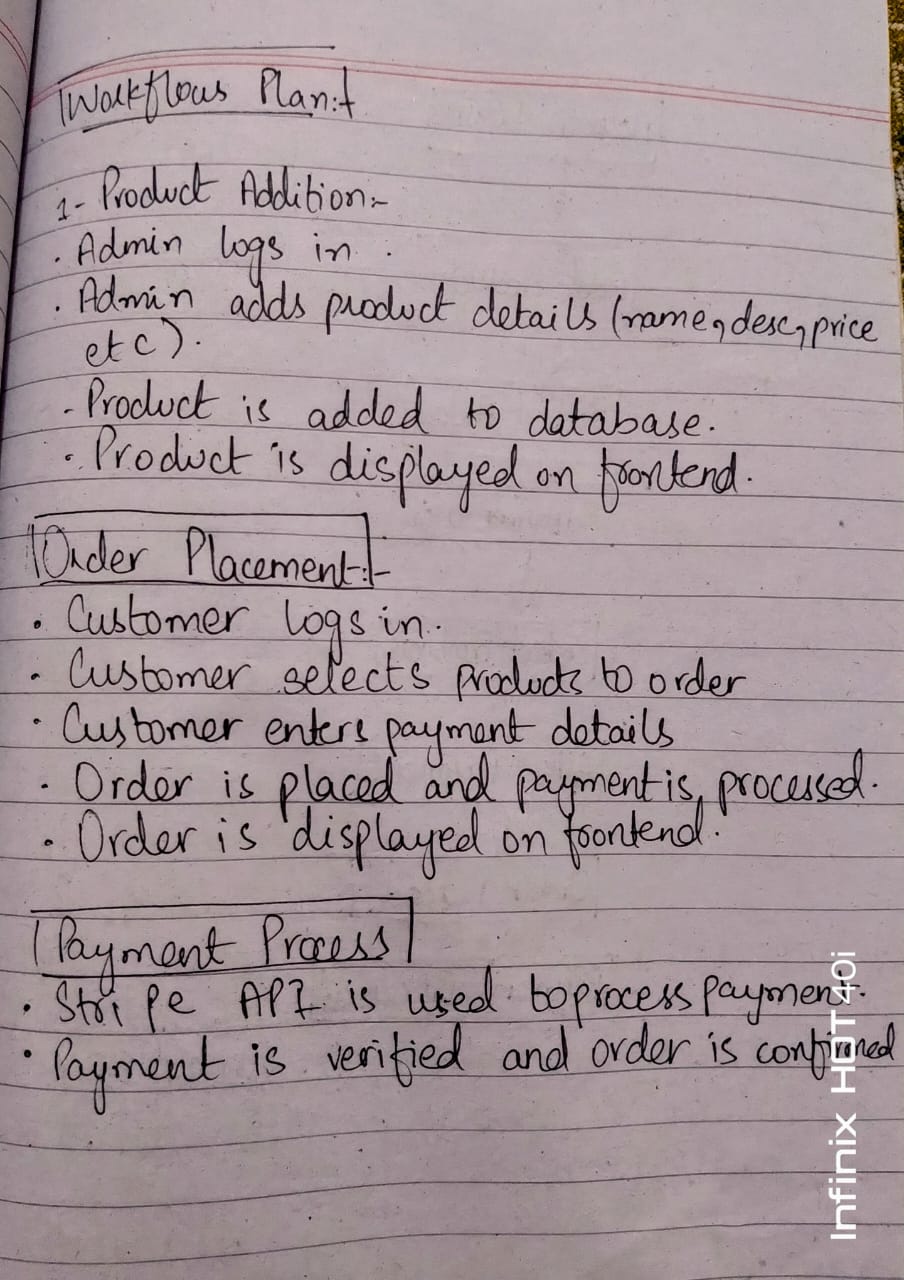 Workflows Plan:-
1- Product Addition:-
. Admin logs in .
. Admin adds product details (name, desc, price
etc).
- Product is added to database.
. Product is displayed on frontend.
Order Placement:-
. Customer logs in.
. Customer selects products to order
. Customer enters payment details
. Order is placed and payment is processed.
. Order is displayed on frontend.
Payment Process
. Stripe API is used to process payment.
. Payment is verified and order is confirmed
Infinix HOT 40i